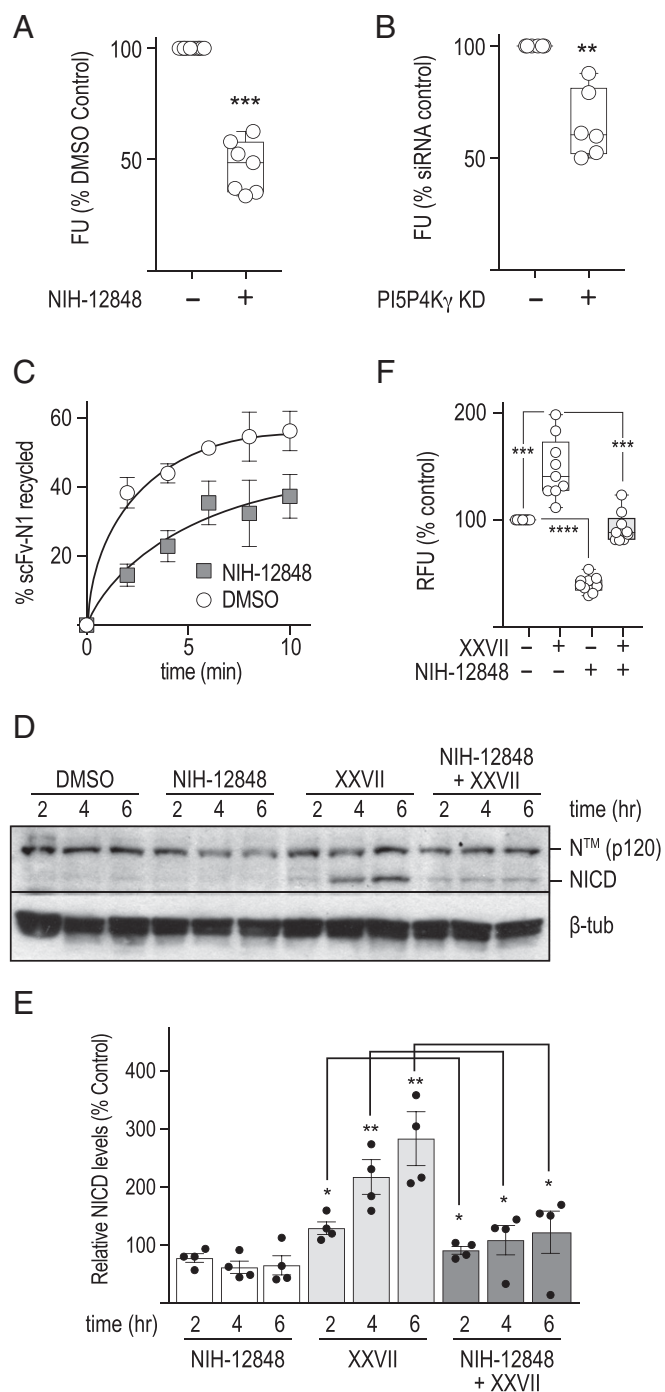 A
100
50
FU (% DMSO Control)
***
NIH-12848
–
+
B
100
50
FU (% siRNA control)
**
PI5P4Kγ KD
–
+
C
60
40
20
0
% scFv-N1 recycled
NIH-12848
DMSO
0
5
10
time (min)
F
200
100
RFU (% control)
***
***
****
XXVII – + – +
NIH-12848 – – + +
D
DMSO
NIH-12848
XXVII
NIH-12848
+ XXVII
2 4 6 2 4 6 2 4 6 2 4 6 time (hr)
Nᵀᴹ (p120)
NICD
β-tub
E
400
300
200
100
Relative NICD levels (% Control)
*
**
**
*
*
*
time (hr) 2 4 6 2 4 6 2 4 6
NIH-12848
XXVII
NIH-12848
+ XXVII